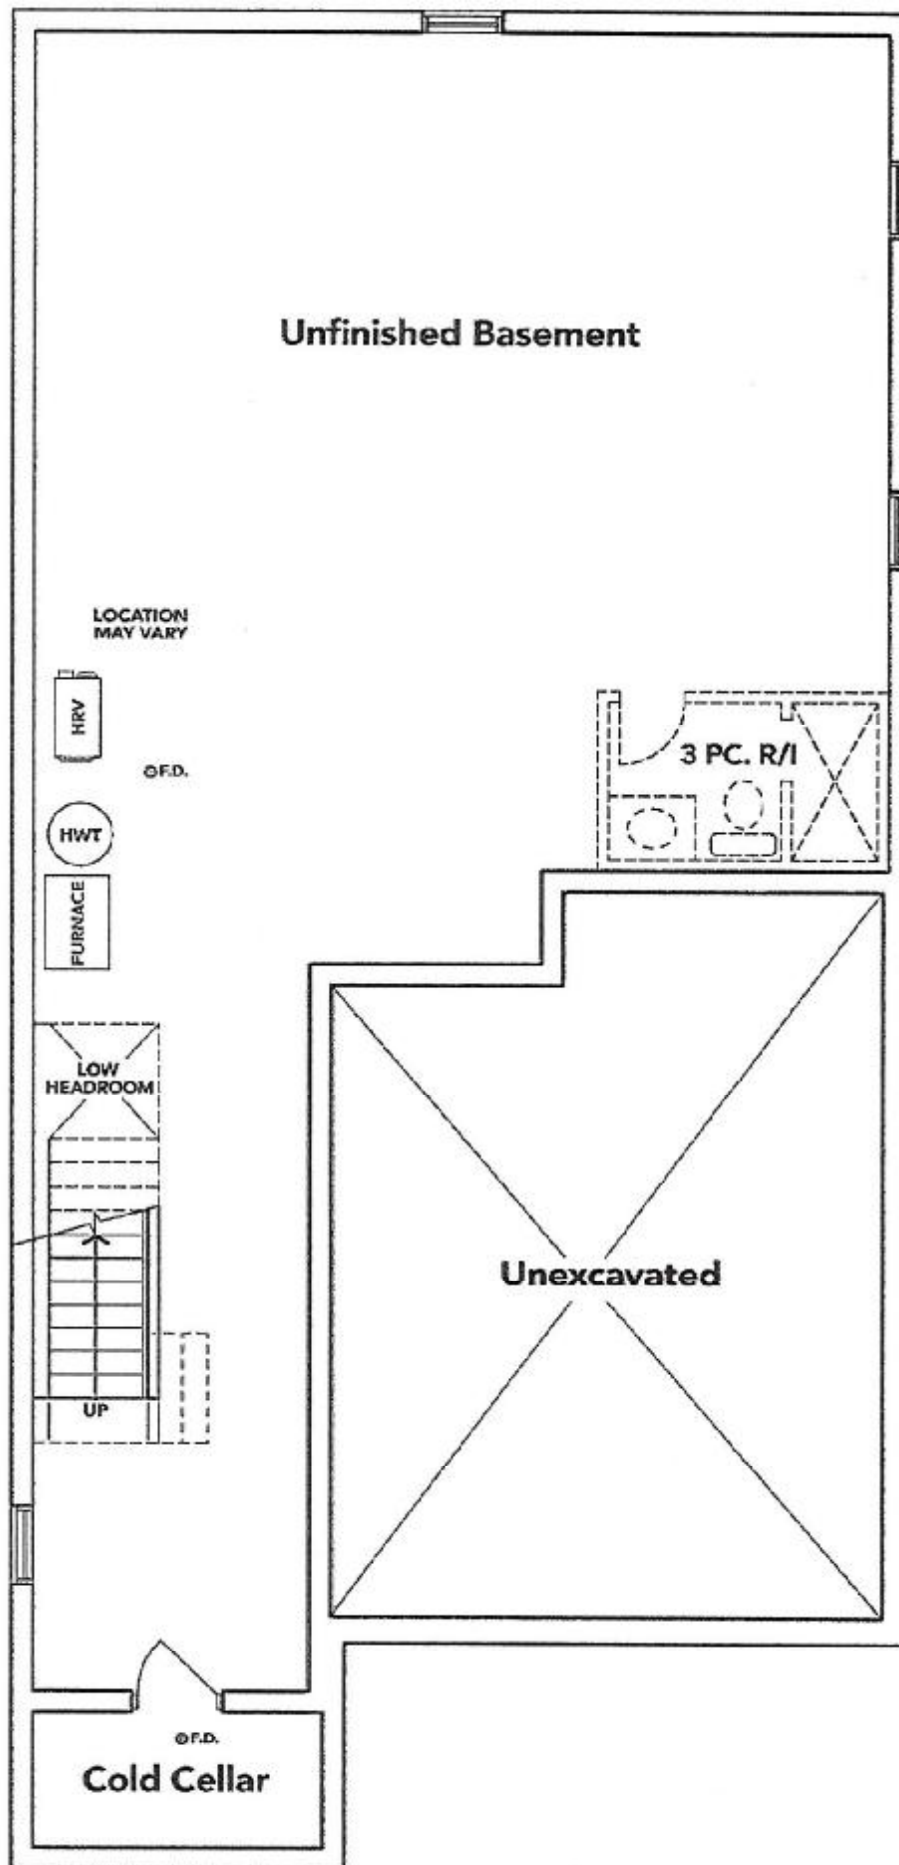 Unfinished Basement
LOCATION
MAY VARY
HRV
F.D.
3 PC. R/I
HWT
FURNACE
LOW
HEADROOM
Unexcavated
UP
F.D.
Cold Cellar